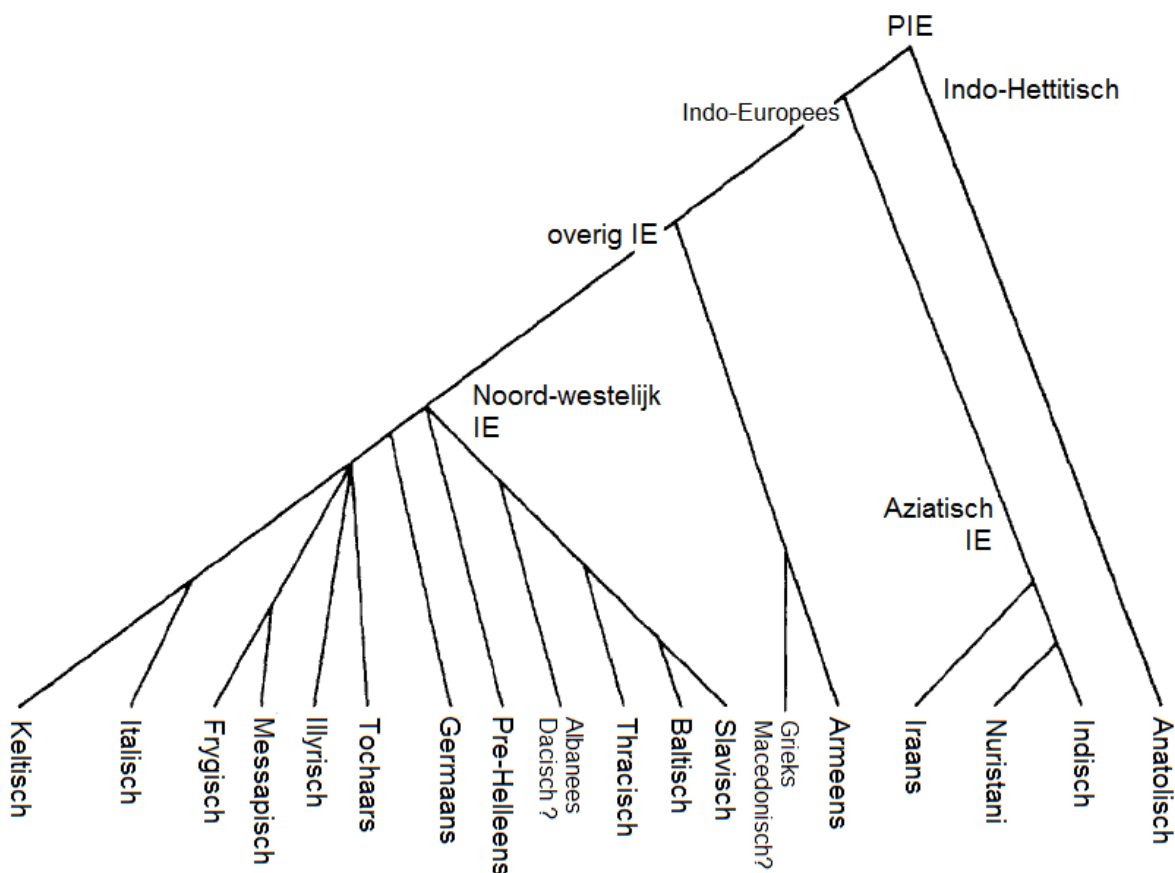 PIE
Indo-Hettitisch
Indo-Europees
overig IE
Noord-westelijk
IE
Aziatisch
IE
Keltisch
Italisch
Frygisch
Messapisch
Illyrisch
Tochaars
Germaans
Pre-Helleens
Albanees
Dacisch ?
Thracisch
Baltisch
Slavisch
Grieks
Macedonisch?
Armeens
Iraans
Nuristani
Indisch
Anatolisch